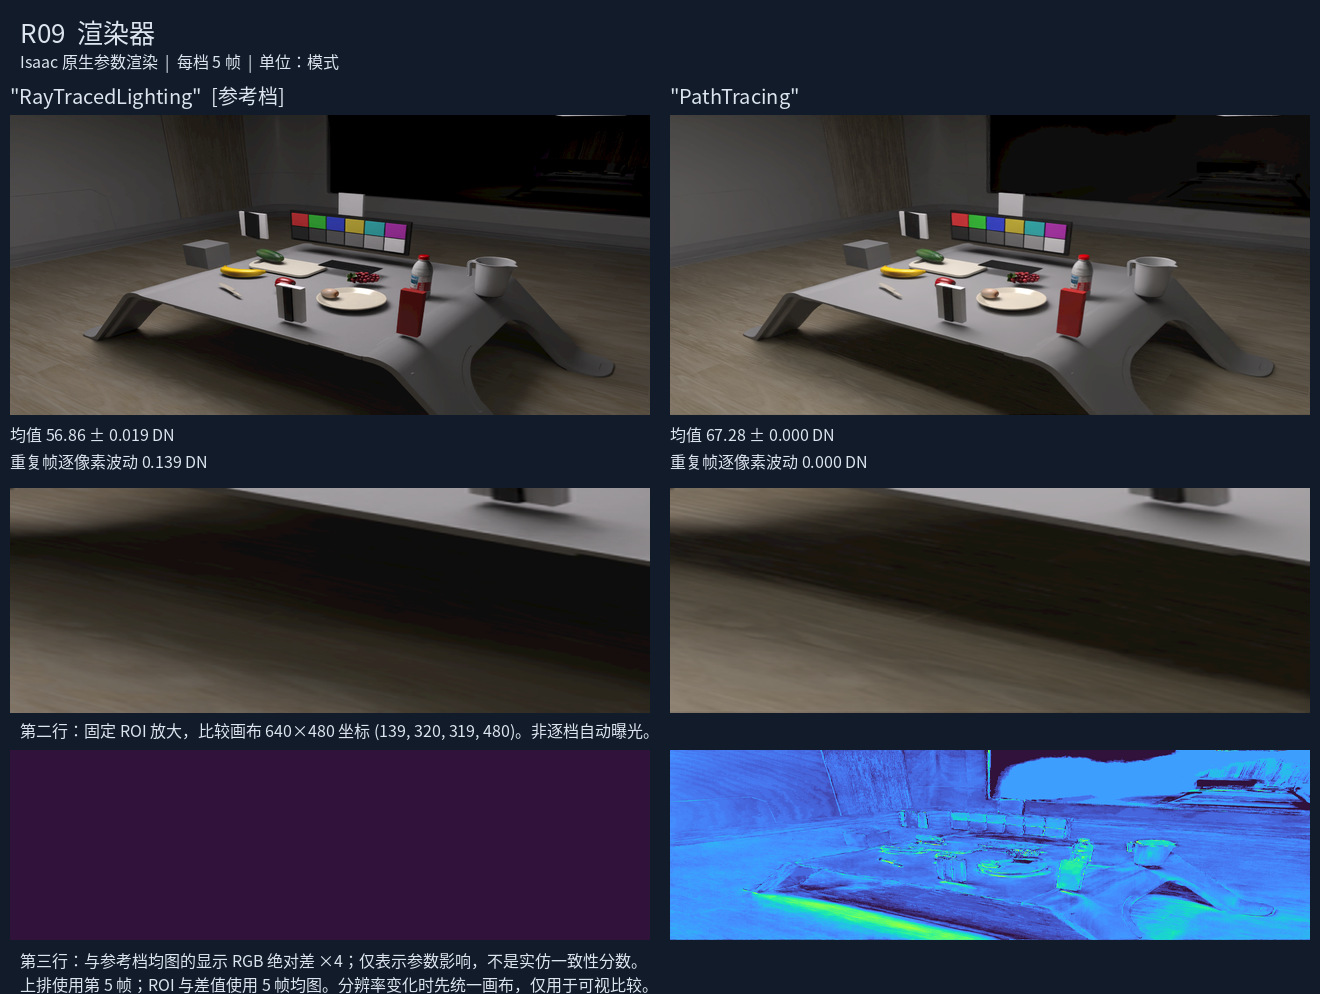 R09 渲染器
Isaac 原生参数渲染 | 每档 5 帧 | 单位：模式
"RayTracedLighting" [参考档]
"PathTracing"
均值 56.86 ± 0.019 DN
重复帧逐像素波动 0.139 DN
均值 67.28 ± 0.000 DN
重复帧逐像素波动 0.000 DN
第二行：固定 ROI 放大，比较画布 640×480 坐标 (139, 320, 319, 480)。非逐档自动曝光。
第三行：与参考档均图的显示 RGB 绝对差 ×4；仅表示参数影响，不是实仿一致性分数。
上排使用第 5 帧；ROI 与差值使用 5 帧均图。分辨率变化时先统一画布，仅用于可视比较。